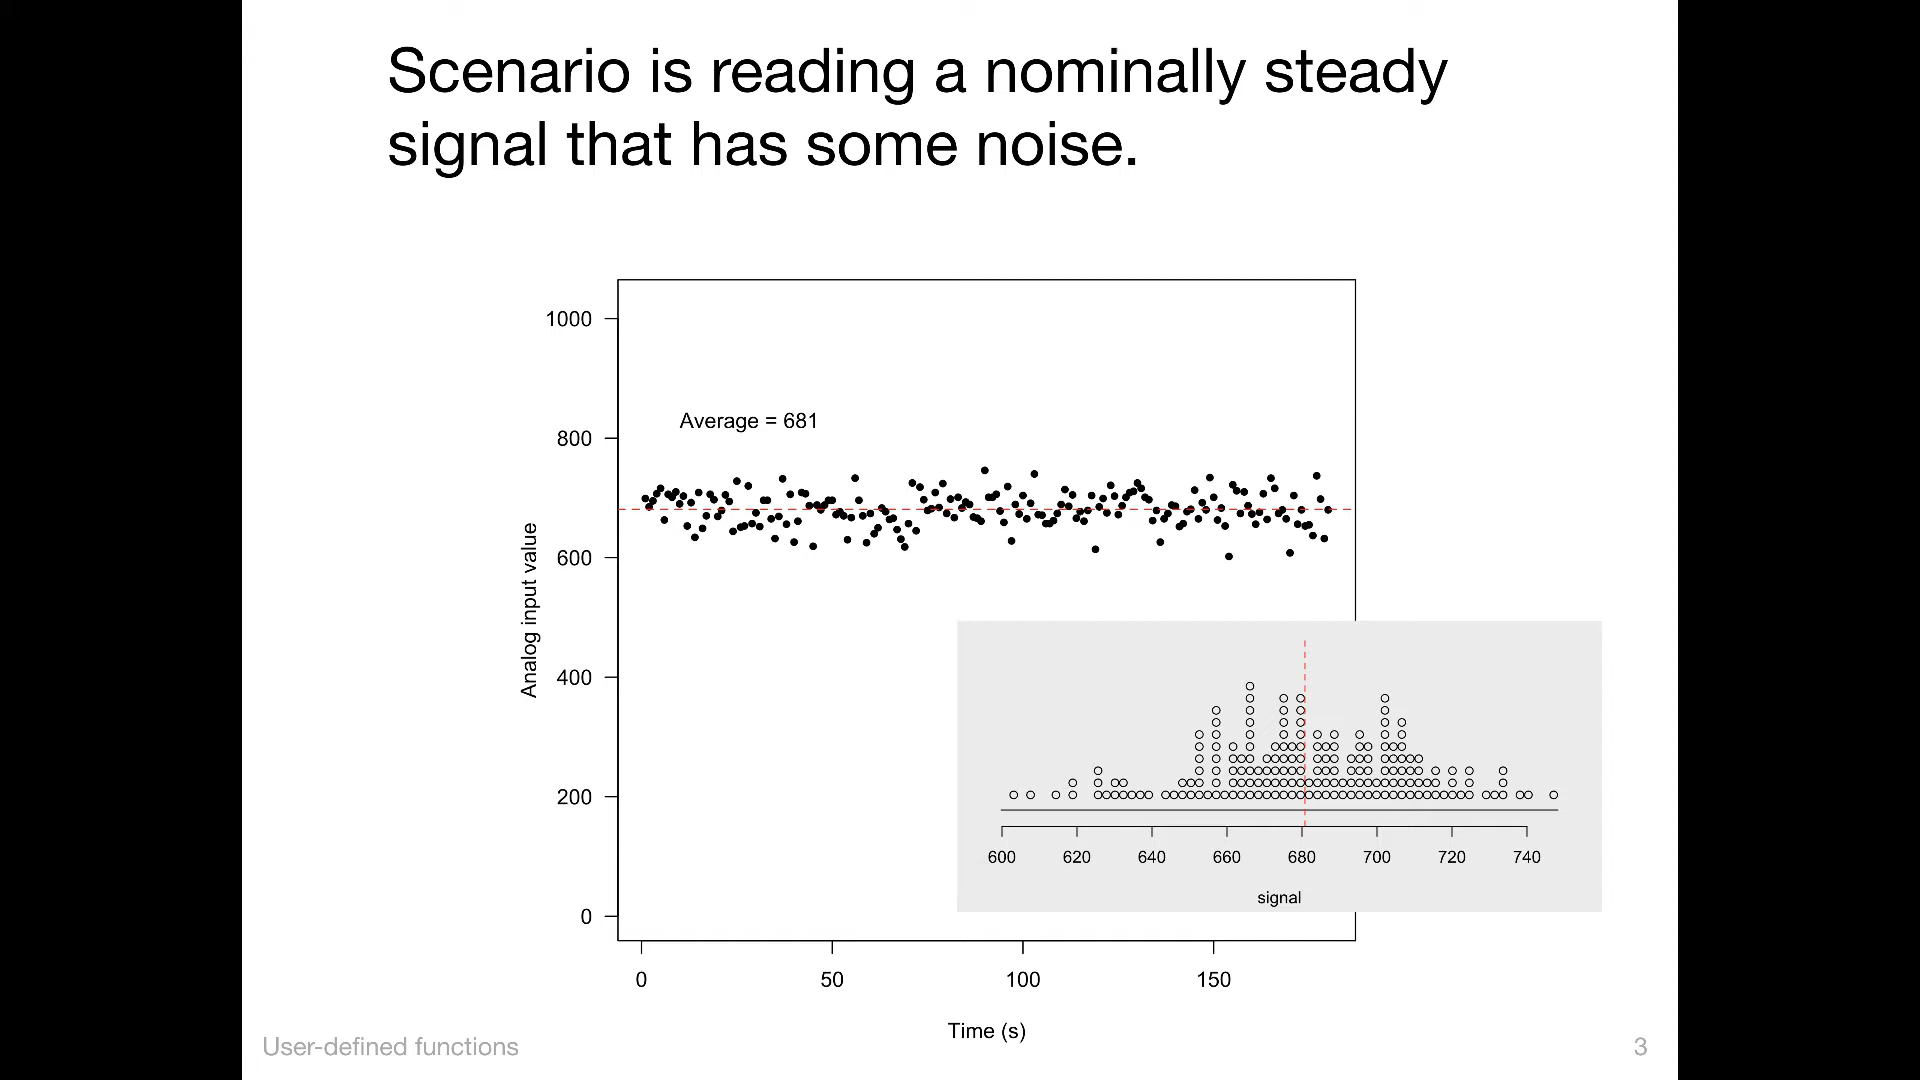 Scenario is reading a nominally steady
signal that has some noise.
1000
Average = 681
800
600
Analog input value
400
200
0
600 620 640 660 680 700 720 740
signal
0 50 100 150
Time (s)
User-defined functions
3